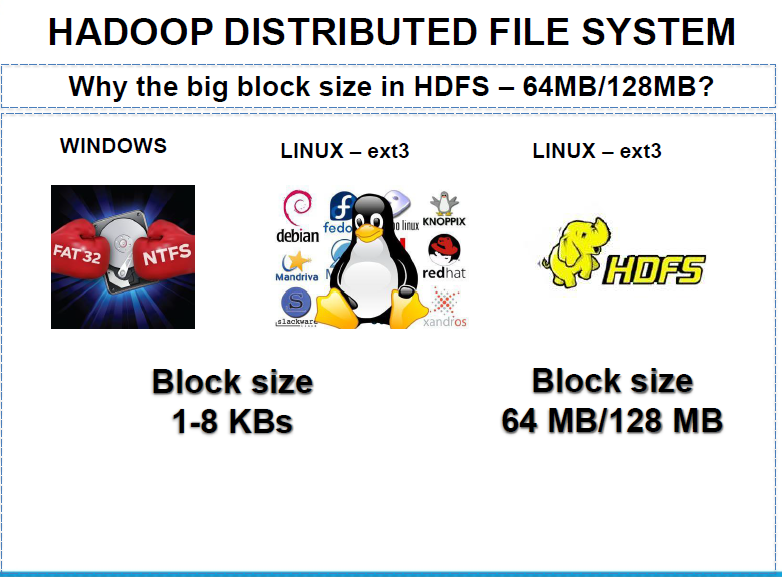 HADOOP DISTRIBUTED FILE SYSTEM
Why the big block size in HDFS – 64MB/128MB?
WINDOWS
LINUX – ext3
LINUX – ext3
FAT 32
NTFS
debian
fedo
linux
KNOPPIX
Mandriva
redhat
slackware
xandros
HDFS
Block size
1-8 KBs
Block size
64 MB/128 MB